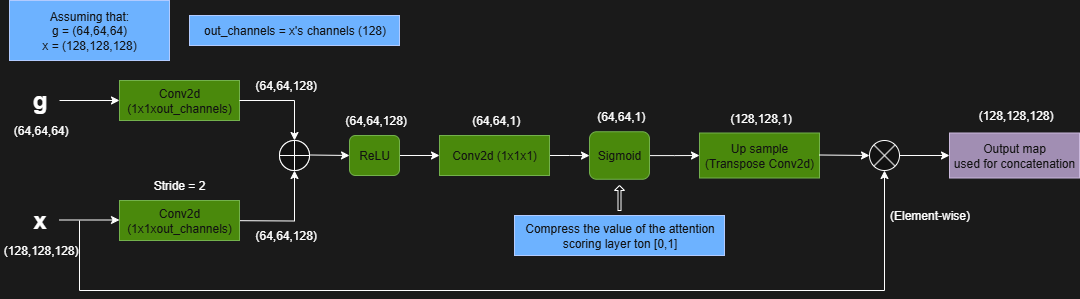 Assuming that:
g = (64,64,64)
x = (128,128,128)
out_channels = x's channels (128)
g
(64,64,64)
Conv2d
(1x1xout_channels)
(64,64,128)
Stride = 2
x
(128,128,128)
Conv2d
(1x1xout_channels)
(64,64,128)
(64,64,128)
ReLU
(64,64,1)
Conv2d (1x1x1)
(64,64,1)
Sigmoid
Compress the value of the attention
scoring layer ton [0,1]
(128,128,1)
Up sample
(Transpose Conv2d)
(Element-wise)
(128,128,128)
Output map
used for concatenation